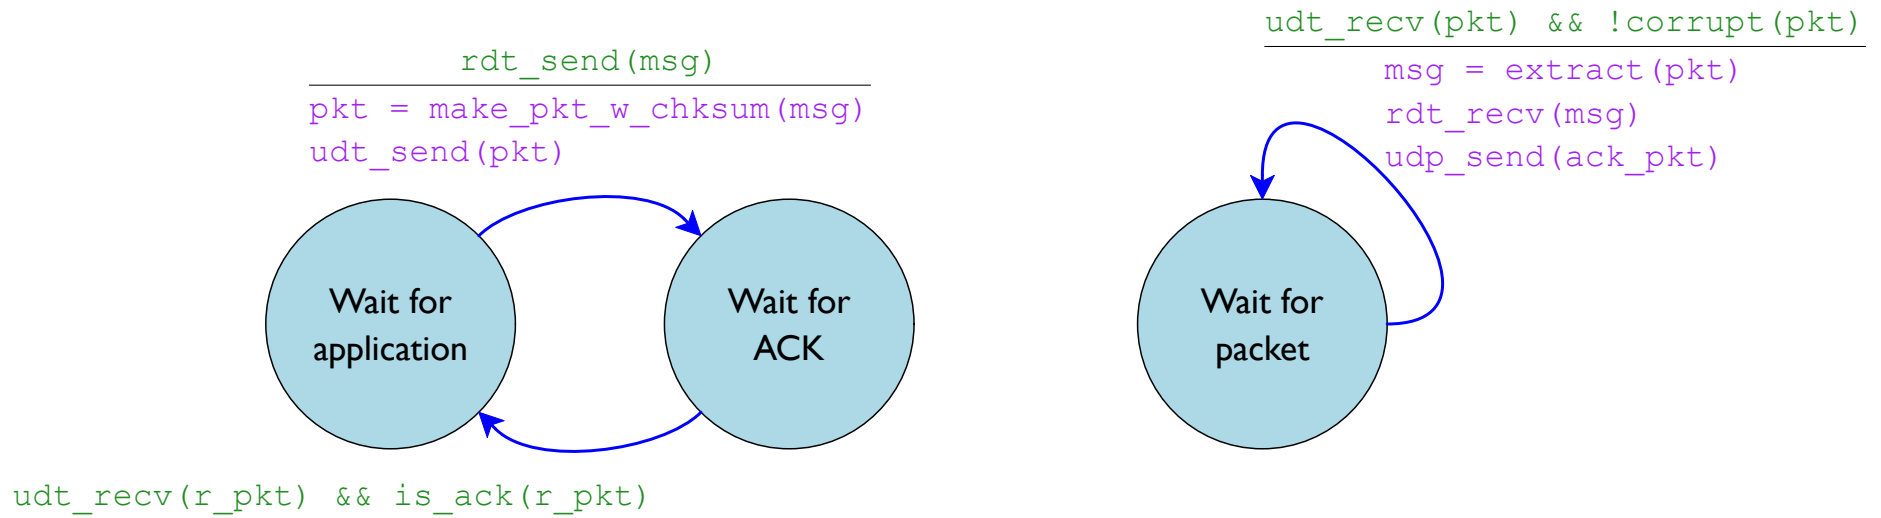 rdt_send(msg)
pkt = make_pkt_w_chksum(msg)
udt_send(pkt)
Wait for
application
Wait for
ACK
udt_recv(r_pkt) && is_ack(r_pkt)
udt_recv(pkt) && !corrupt(pkt)
msg = extract(pkt)
rdt_recv(msg)
udp_send(ack_pkt)
Wait for
packet